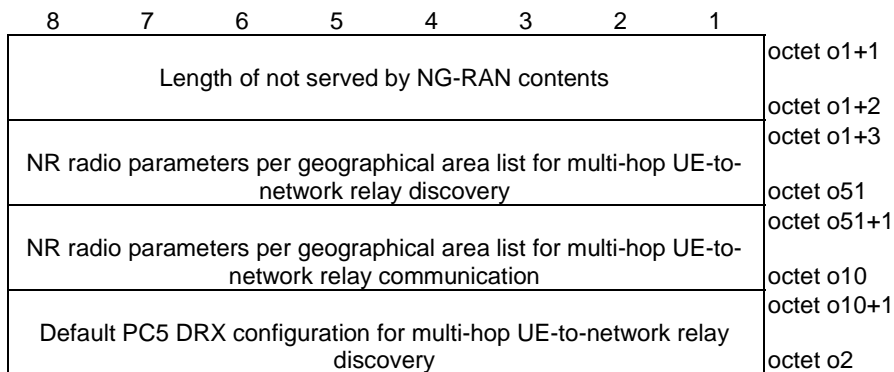 8 7 6 5 4 3 2 1
octet o1+1
Length of not served by NG-RAN contents
octet o1+2
octet o1+3
NR radio parameters per geographical area list for multi-hop UE-to-
network relay discovery
octet o51
octet o51+1
NR radio parameters per geographical area list for multi-hop UE-to-
network relay communication
octet o10
octet o10+1
Default PC5 DRX configuration for multi-hop UE-to-network relay
discovery
octet o2